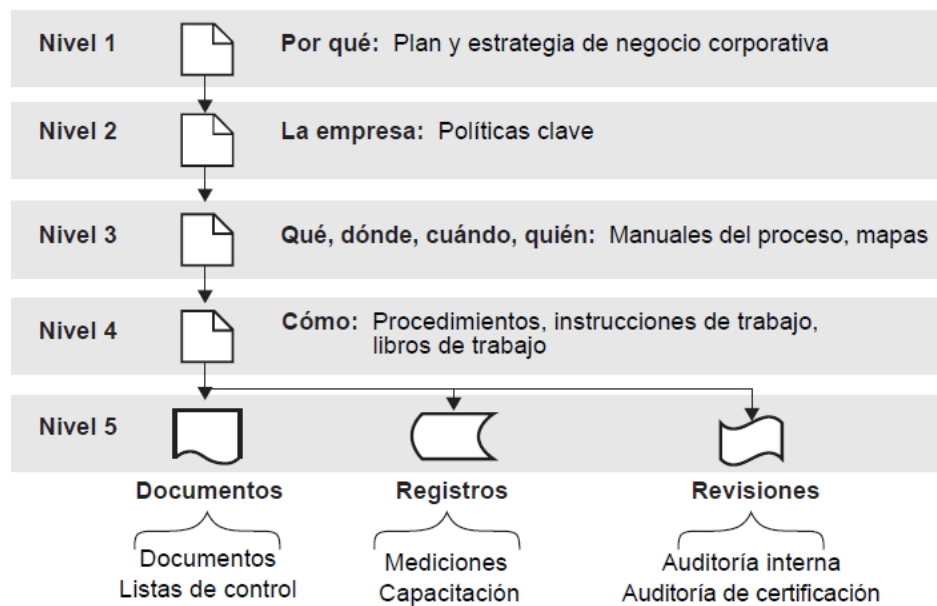 Nivel 1 Por qué: Plan y estrategia de negocio corporativa
Nivel 2 La empresa: Políticas clave
Nivel 3 Qué, dónde, cuándo, quién: Manuales del proceso, mapas
Nivel 4 Cómo: Procedimientos, instrucciones de trabajo,
libros de trabajo
Nivel 5
Documentos Registros Revisiones
Documentos Mediciones Auditoría interna
Listas de control Capacitación Auditoría de certificación